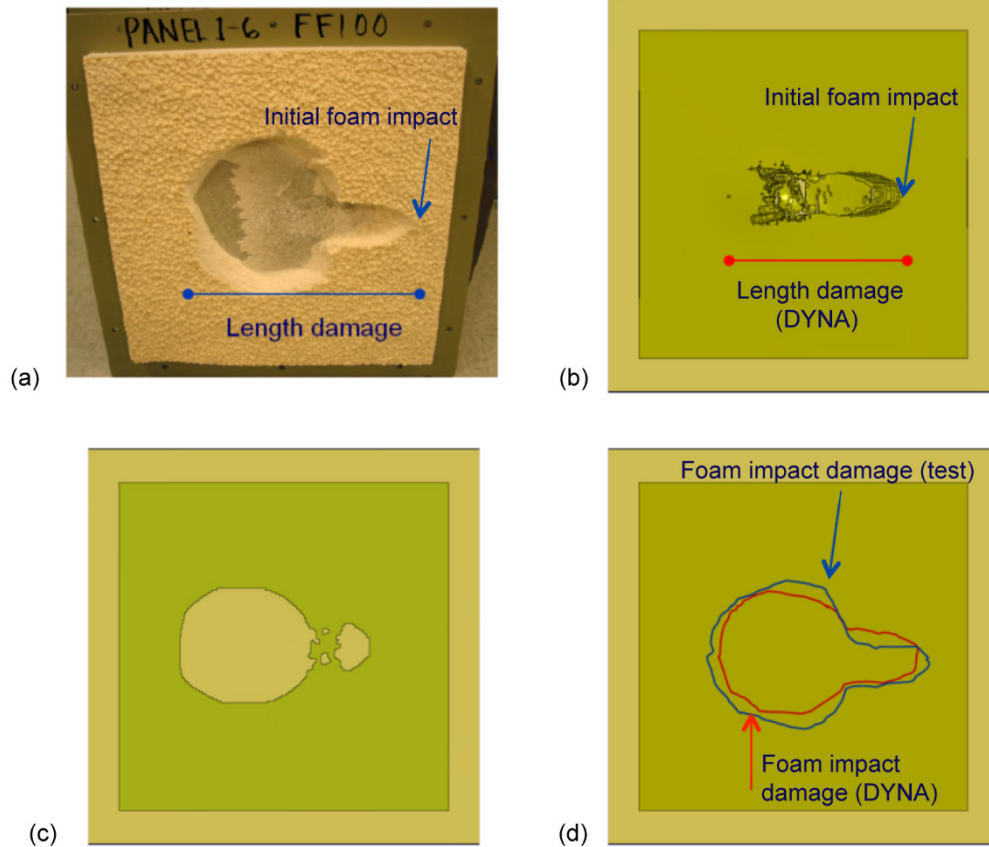 PANEL 1-6 · FF100
Initial foam impact
Length damage
(a)
Initial foam impact
Length damage
(DYNA)
(b)
(c)
Foam impact damage (test)
Foam impact
damage (DYNA)
(d)